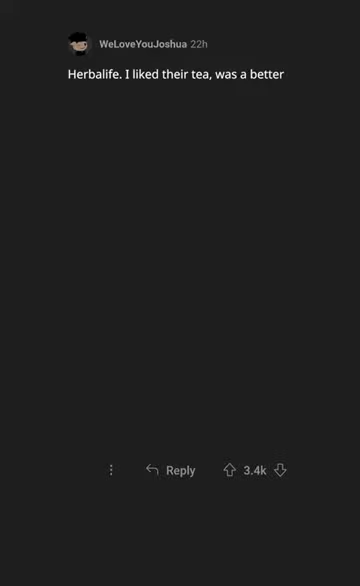 WeLoveYouJoshua 22h
Herbalife. I liked their tea, was a better
Reply 3.4k